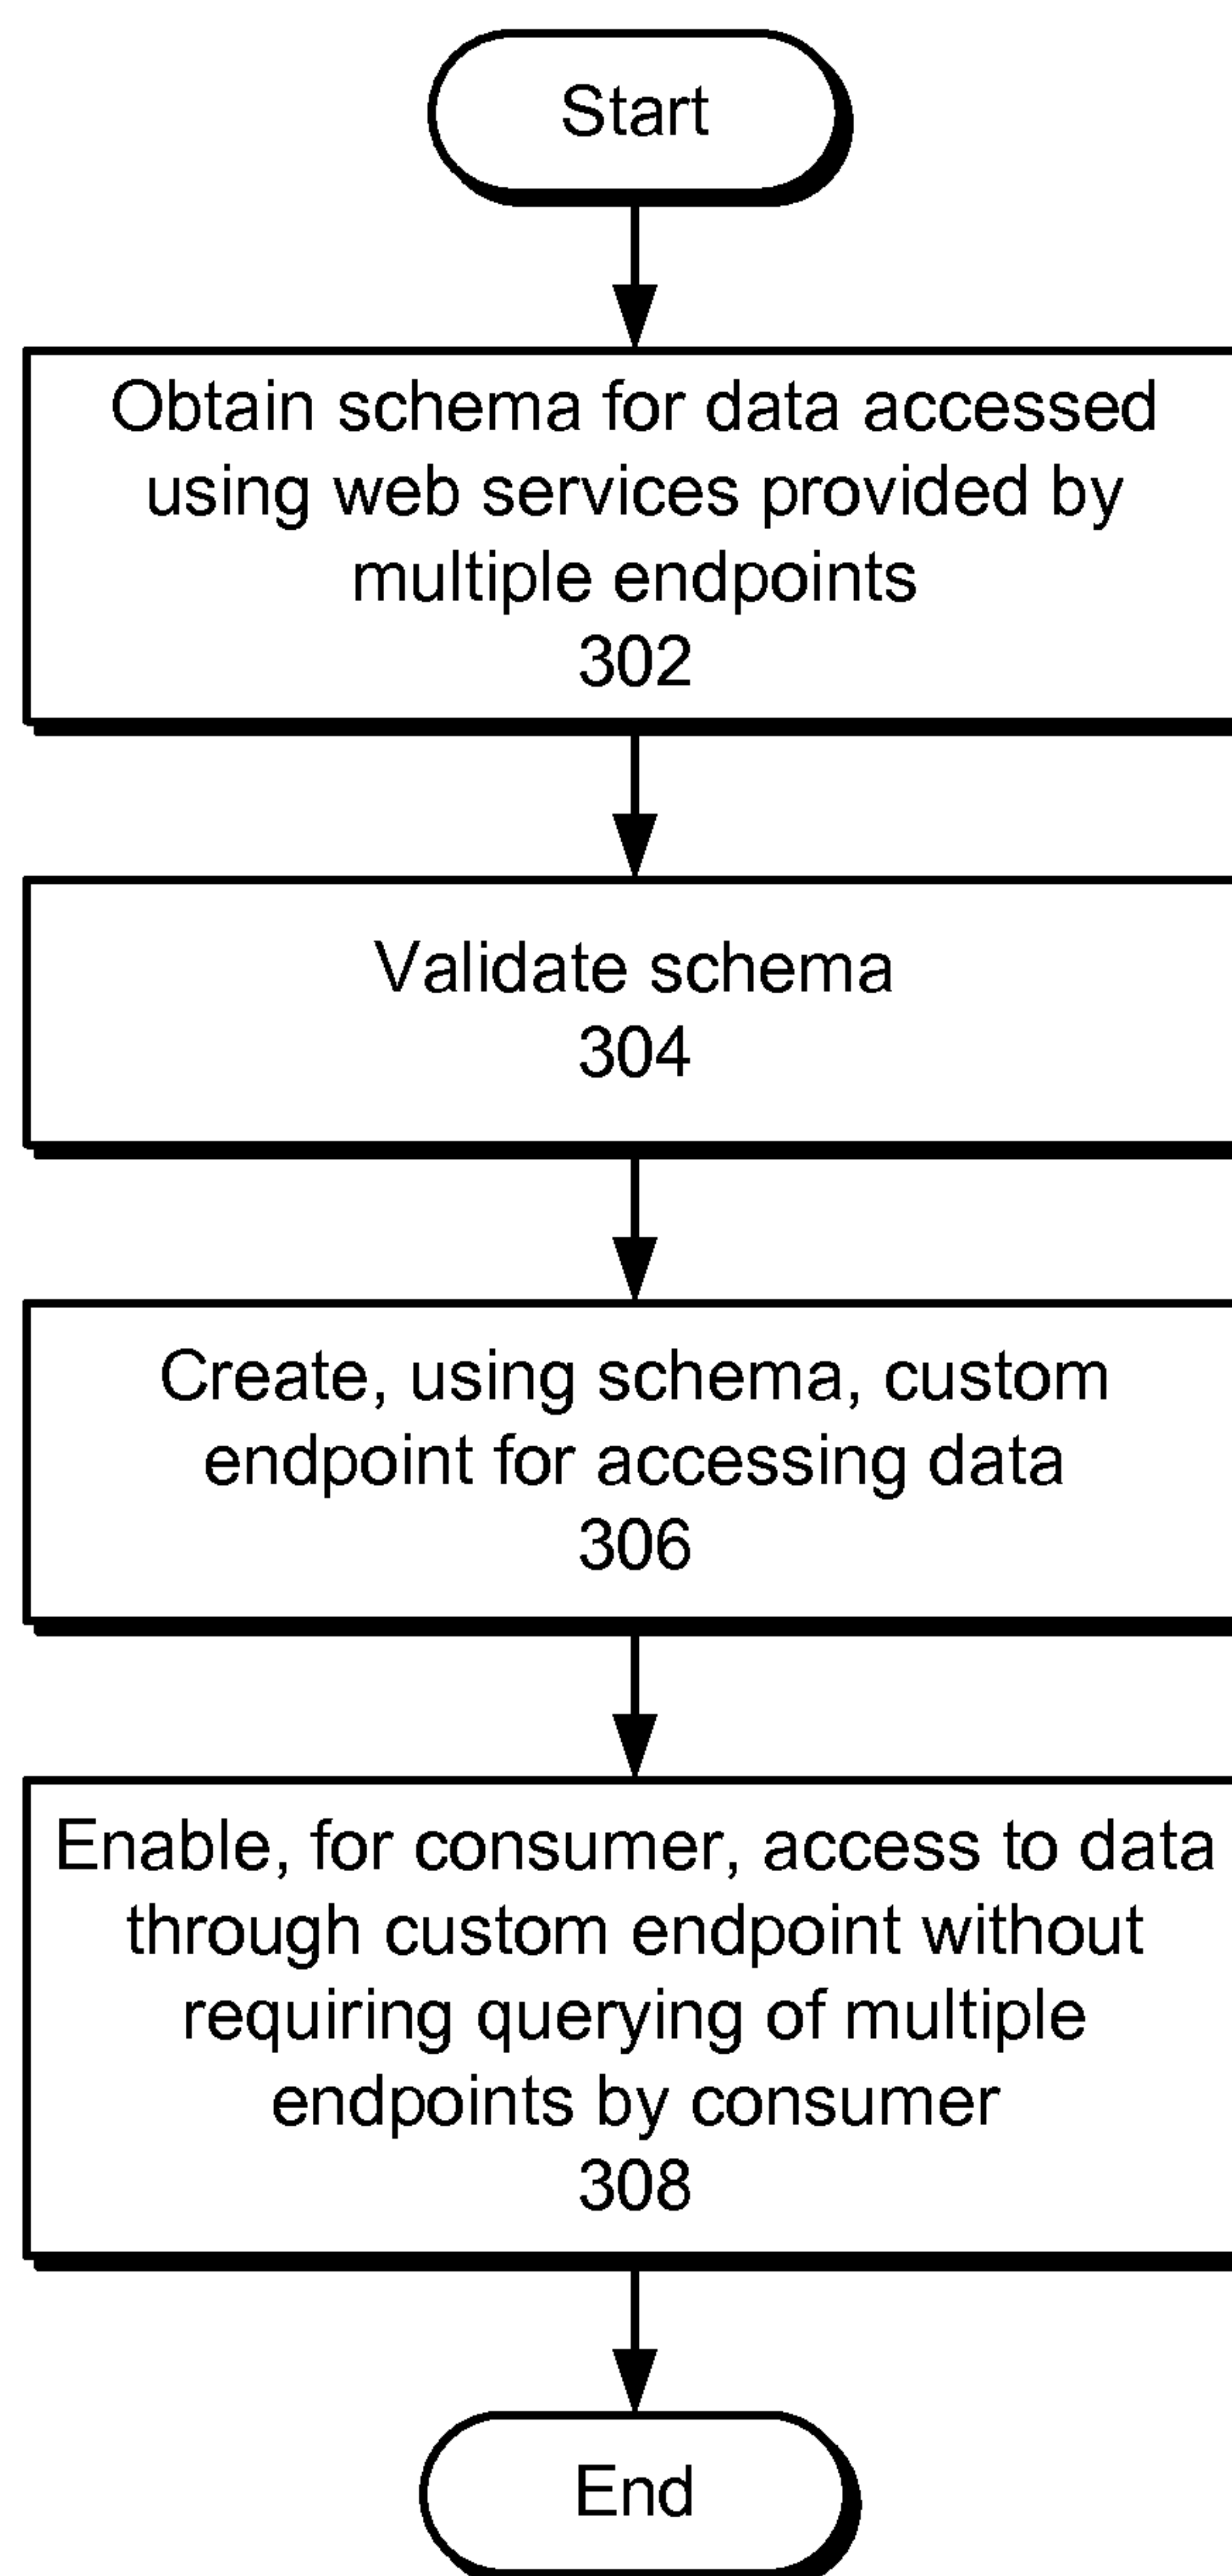 Start
Obtain schema for data accessed
using web services provided by
multiple endpoints
302
Validate schema
304
Create, using schema, custom
endpoint for accessing data
306
Enable, for consumer, access to data
through custom endpoint without
requiring querying of multiple
endpoints by consumer
308
End